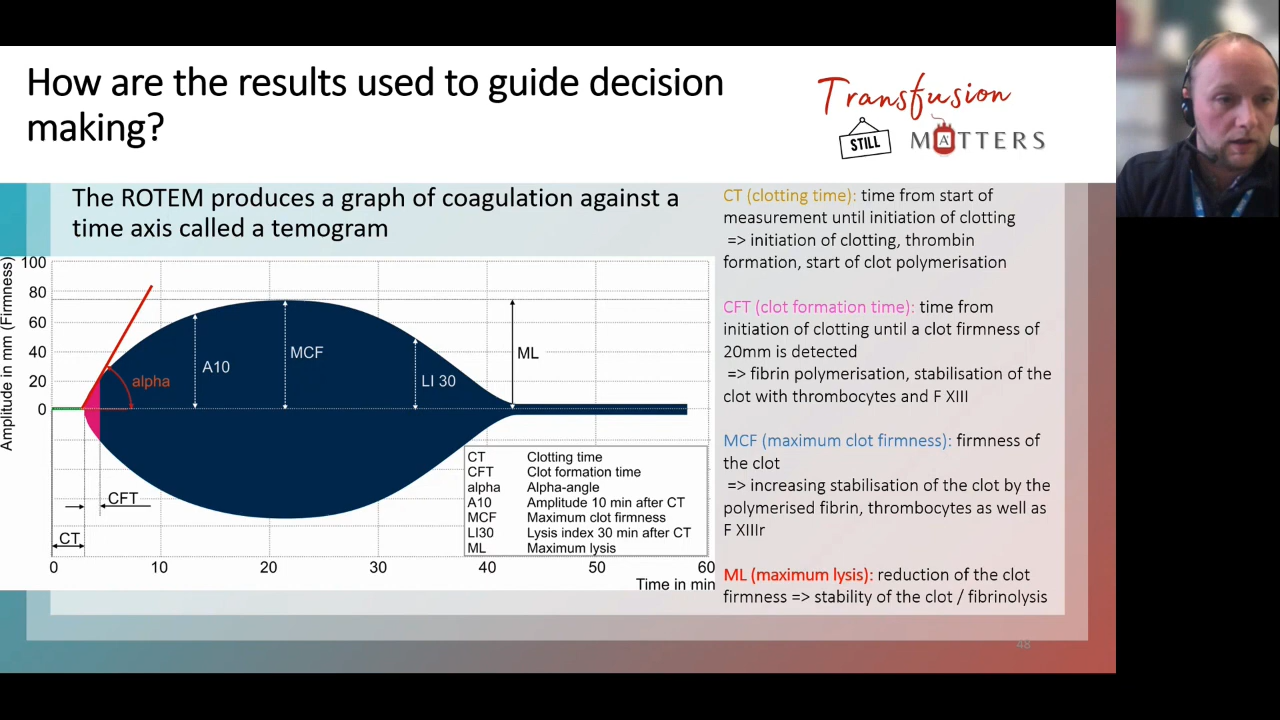 How are the results used to guide decision
making?
Transfusion
STILL
MATTERS
The ROTEM produces a graph of coagulation against a
time axis called a temogram
Amplitude in mm (Firmness)
100
80
60
40
20
0
alpha
A10
MCF
LI 30
ML
CFT
CT
CT Clotting time
CFT Clot formation time
alpha Alpha-angle
A10 Amplitude 10 min after CT
MCF Maximum clot firmness
LI30 Lysis index 30 min after CT
ML Maximum lysis
0 10 20 30 40 50 60
Time in min
CT (clotting time): time from start of
measurement until initiation of clotting
=> initiation of clotting, thrombin
formation, start of clot polymerisation
CFT (clot formation time): time from
initiation of clotting until a clot firmness of
20mm is detected
=> fibrin polymerisation, stabilisation of the
clot with thrombocytes and F XIII
MCF (maximum clot firmness): firmness of
the clot
=> increasing stabilisation of the clot by the
polymerised fibrin, thrombocytes as well as
F XIIIr
ML (maximum lysis): reduction of the clot
firmness => stability of the clot / fibrinolysis
48